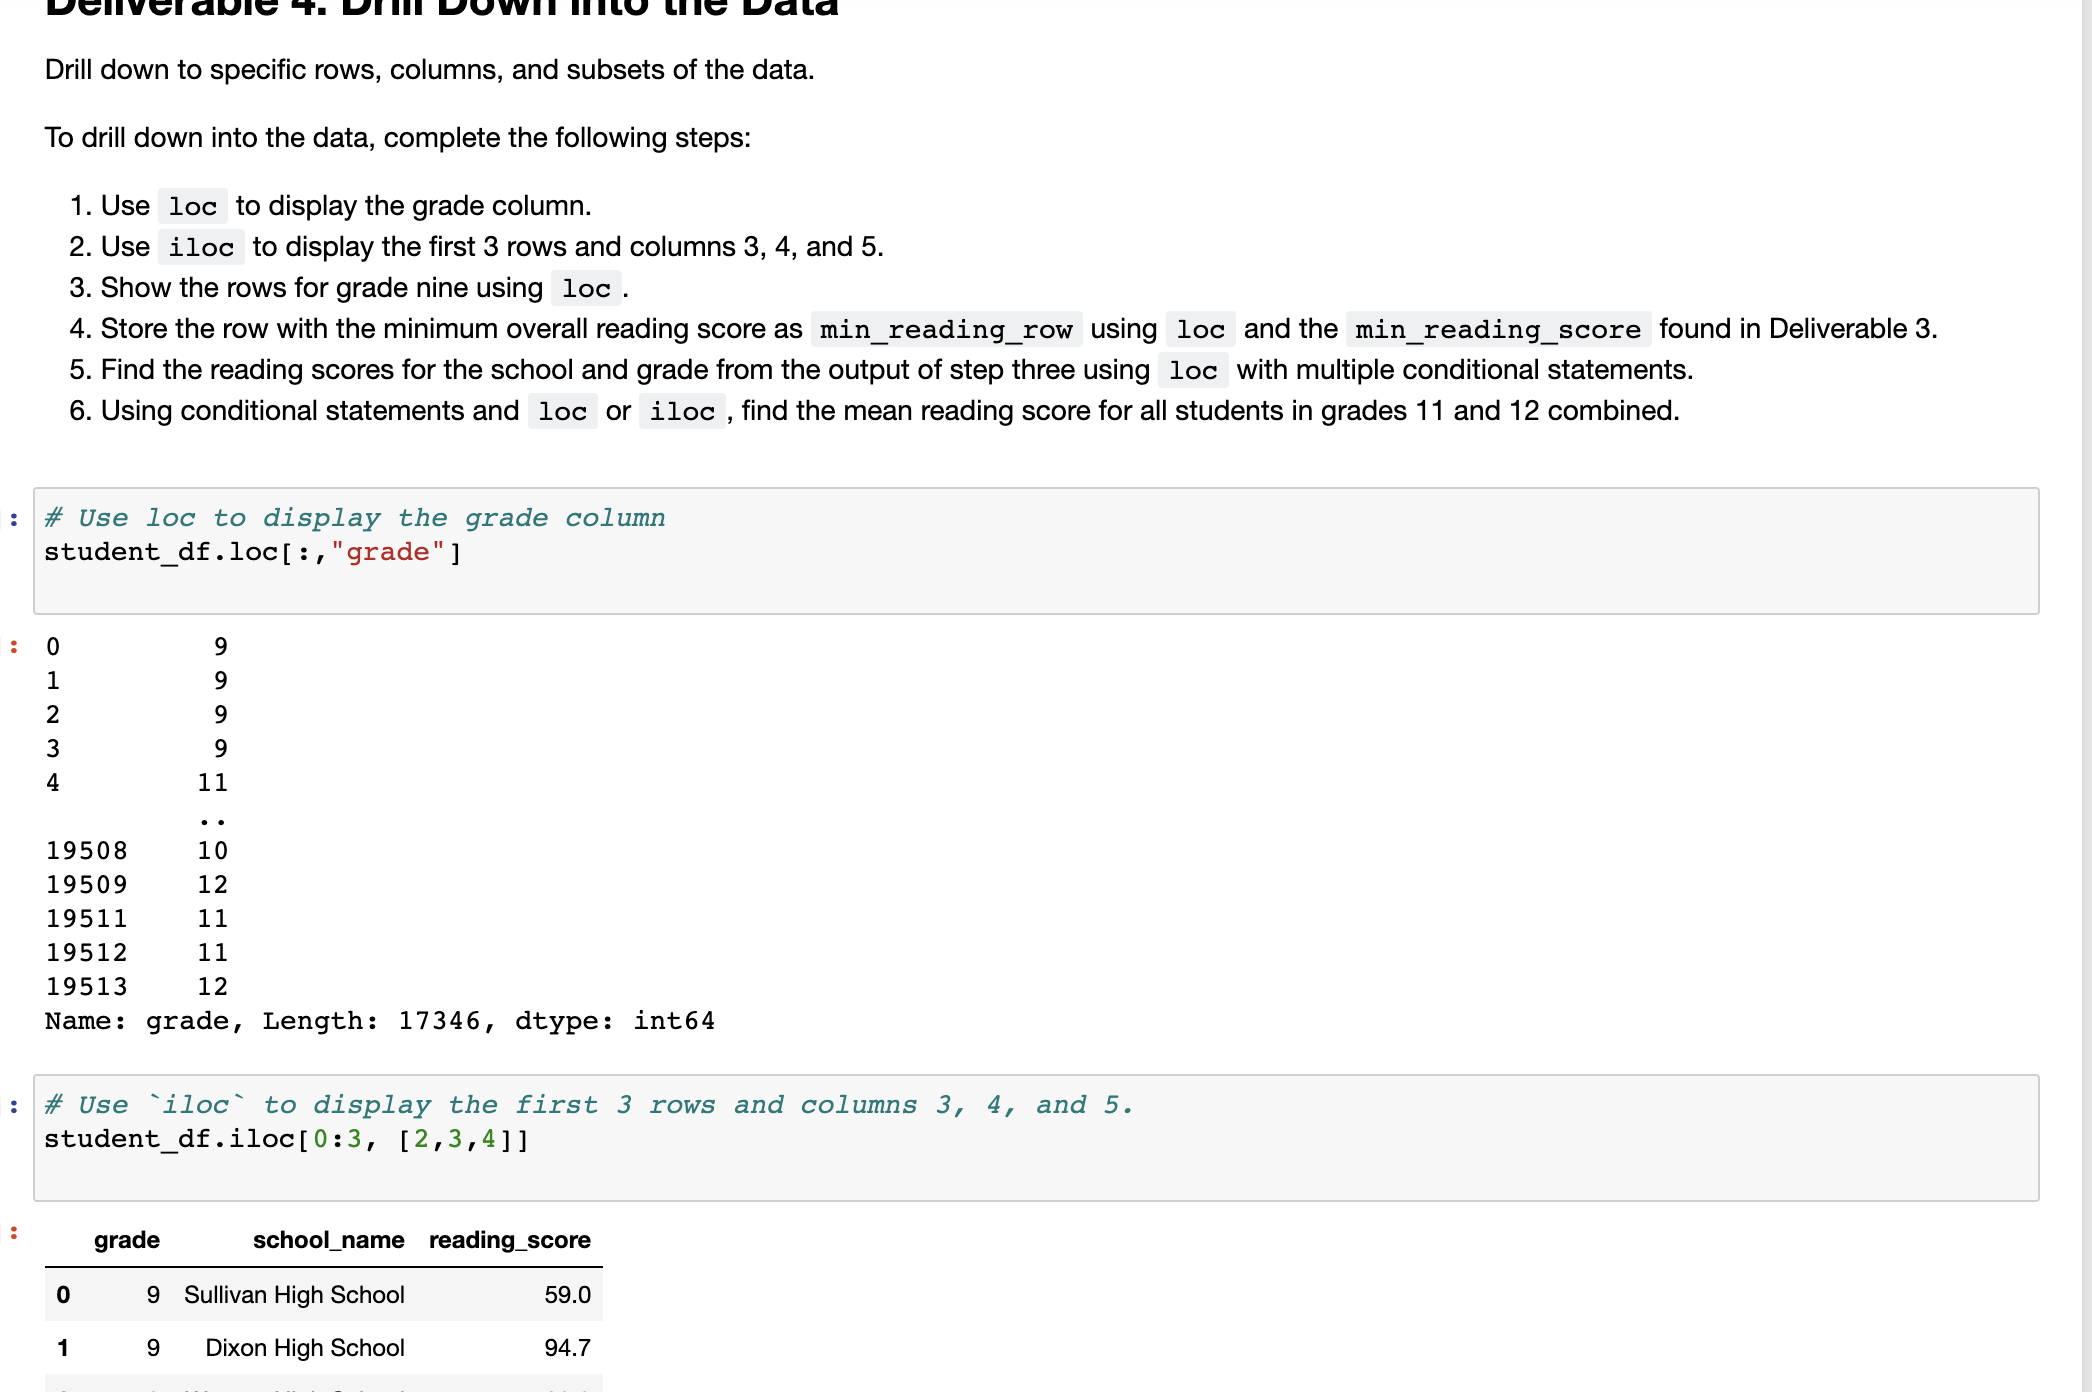 Deliverable 4: Drill Down into the Data
Drill down to specific rows, columns, and subsets of the data.
To drill down into the data, complete the following steps:
1. Use loc to display the grade column.
2. Use iloc to display the first 3 rows and columns 3, 4, and 5.
3. Show the rows for grade nine using loc.
4. Store the row with the minimum overall reading score as min_reading_row using loc and the min_reading_score found in Deliverable 3.
5. Find the reading scores for the school and grade from the output of step three using loc with multiple conditional statements.
6. Using conditional statements and loc or iloc, find the mean reading score for all students in grades 11 and 12 combined.
: # Use loc to display the grade column
student_df.loc[:,"grade"]
: 0 9
1 9
2 9
3 9
4 11
..
19508 10
19509 12
19511 11
19512 11
19513 12
Name: grade, Length: 17346, dtype: int64
: # Use `iloc` to display the first 3 rows and columns 3, 4, and 5.
student_df.iloc[0:3, [2,3,4]]
: grade school_name reading_score
0 9 Sullivan High School 59.0
1 9 Dixon High School 94.7